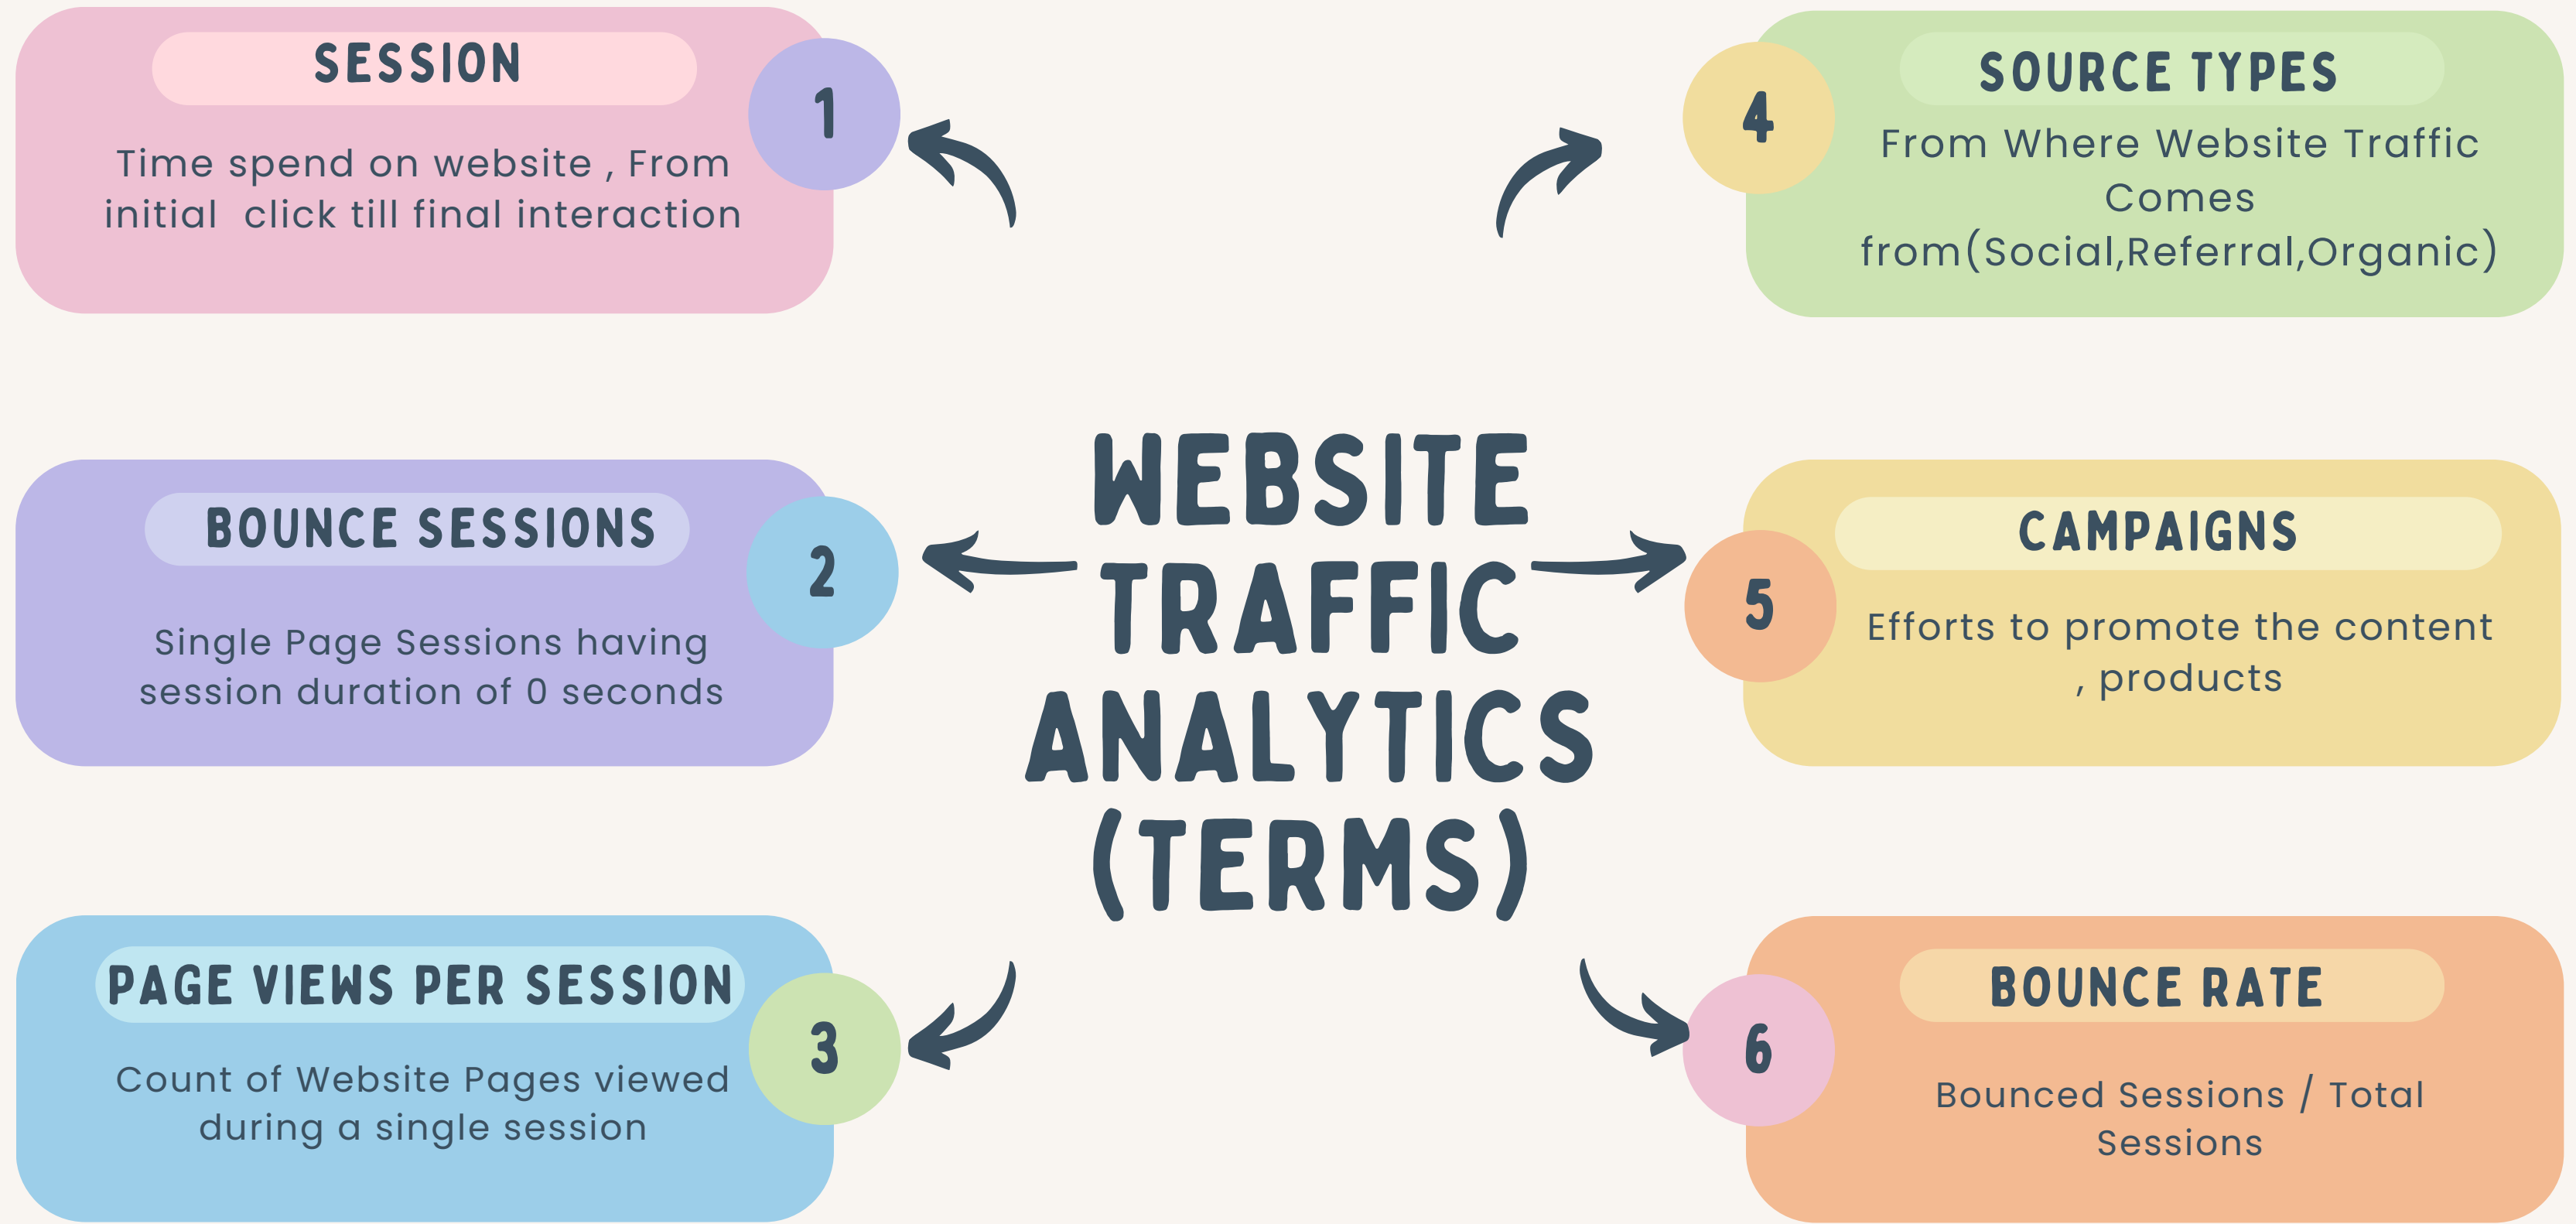 SESSION
1
Time spend on website , From
initial  click till final interaction
BOUNCE SESSIONS
2
Single Page Sessions having
session duration of 0 seconds
PAGE VIEWS PER SESSION
3
Count of Website Pages viewed
during a single session
WEBSITE
TRAFFIC
ANALYTICS
(TERMS)
4
SOURCE TYPES
From Where Website Traffic
Comes
from(Social,Referral,Organic)
CAMPAIGNS
5
Efforts to promote the content
, products
BOUNCE RATE
6
Bounced Sessions / Total
Sessions